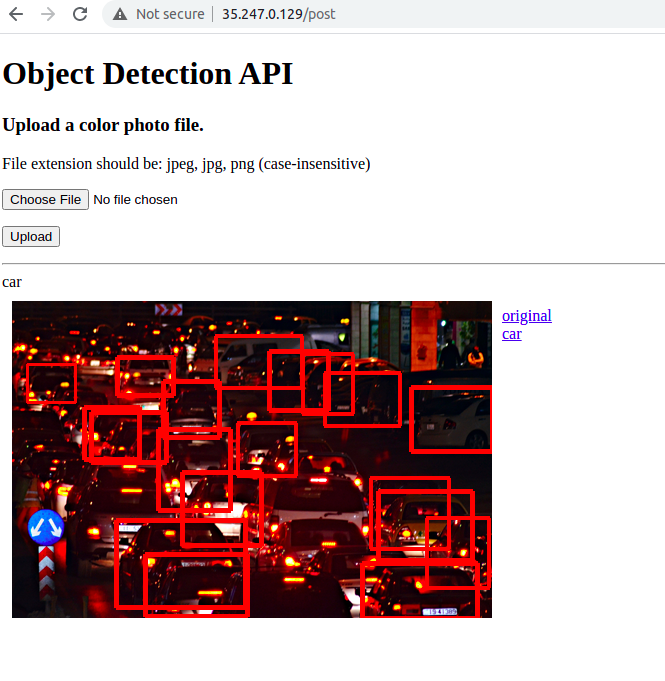 Not secure | 35.247.0.129/post
Object Detection API
Upload a color photo file.
File extension should be: jpeg, jpg, png (case-insensitive)
Choose File No file chosen
Upload
car
original
car